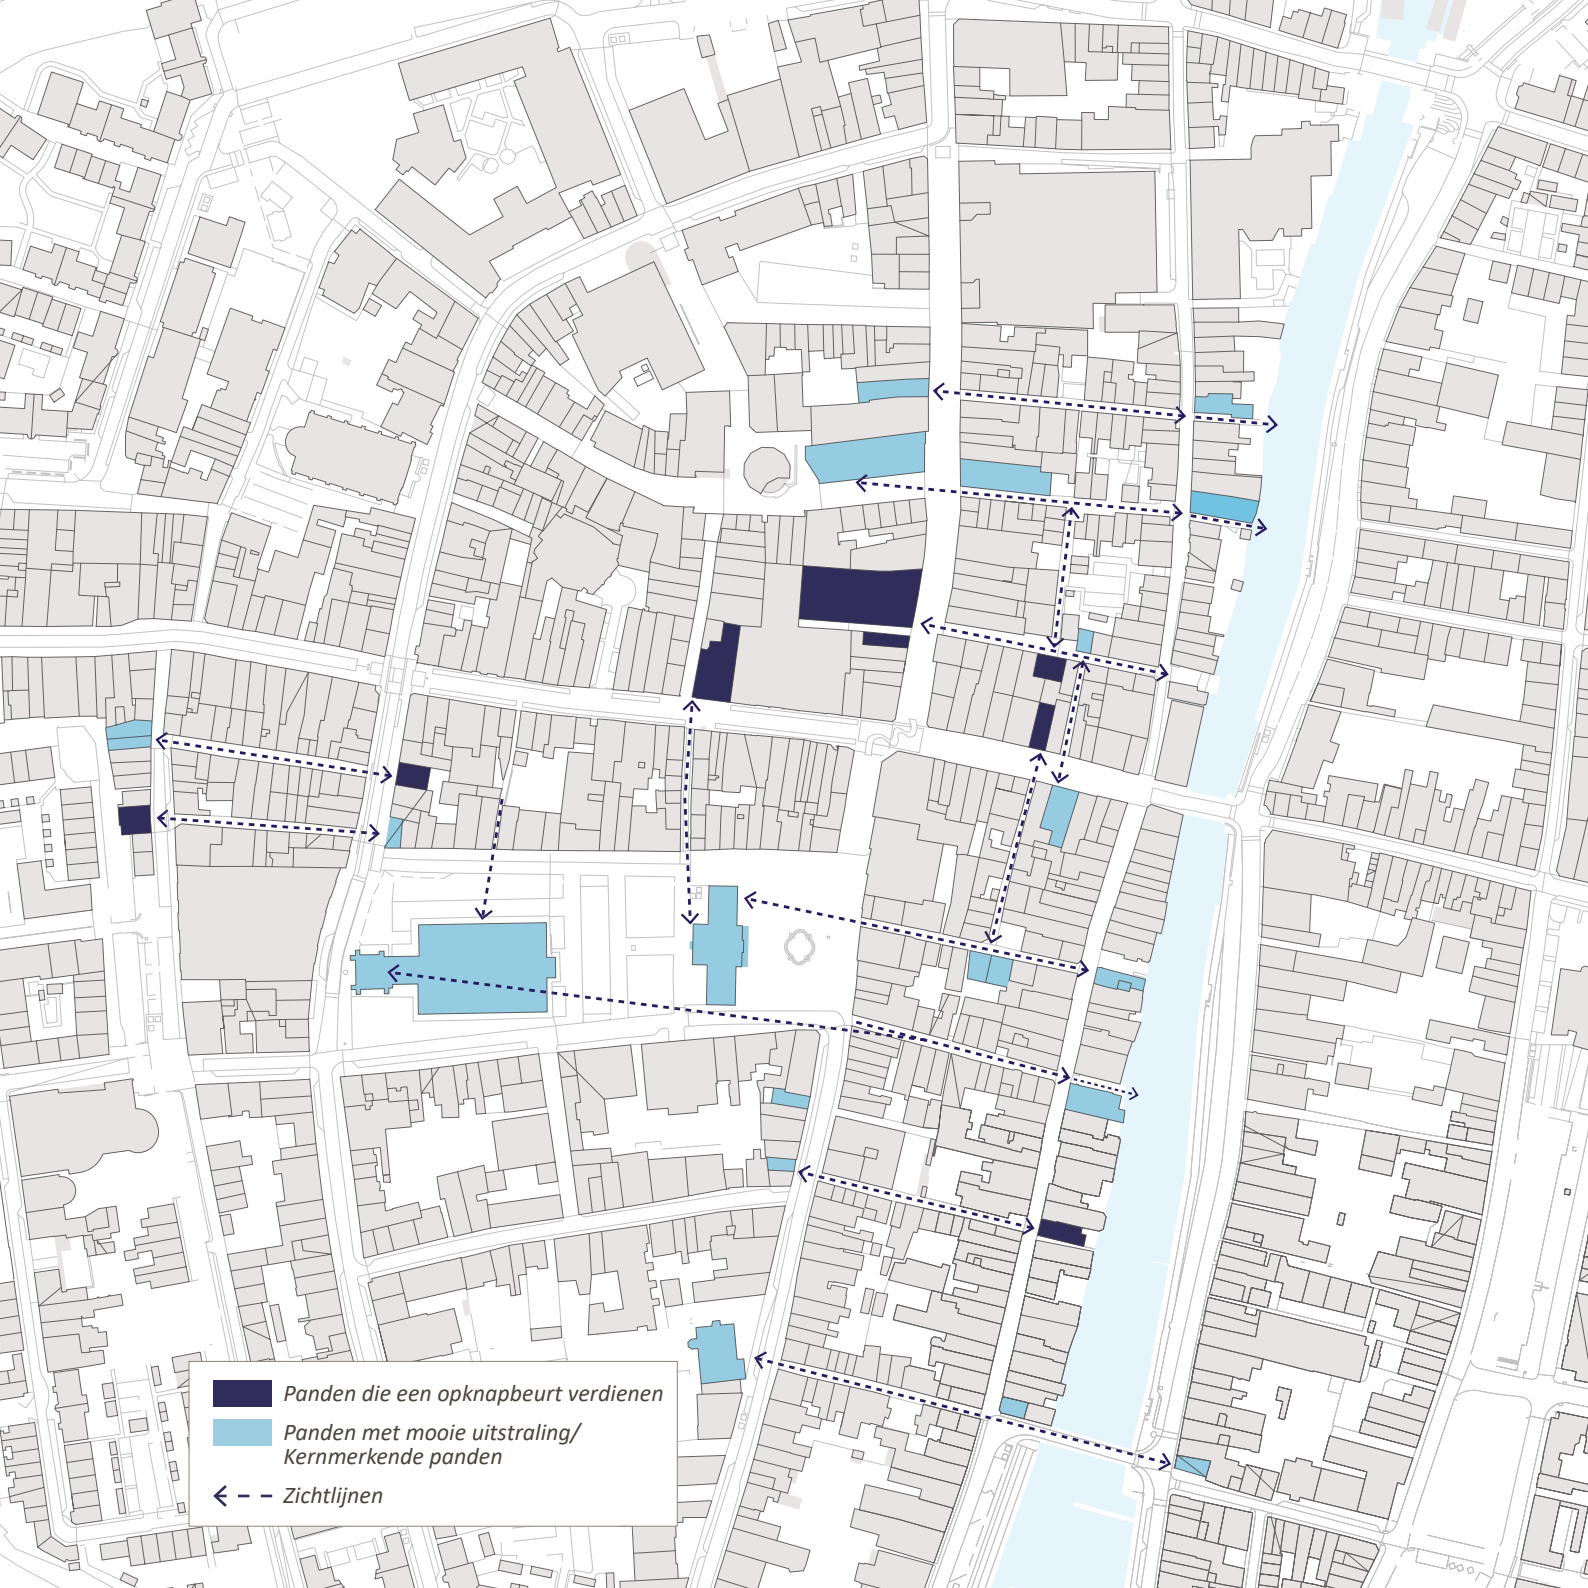 Panden die een opknapbeurt verdienen
Panden met mooie uitstraling/
Kernmerkende panden
Zichtlijnen